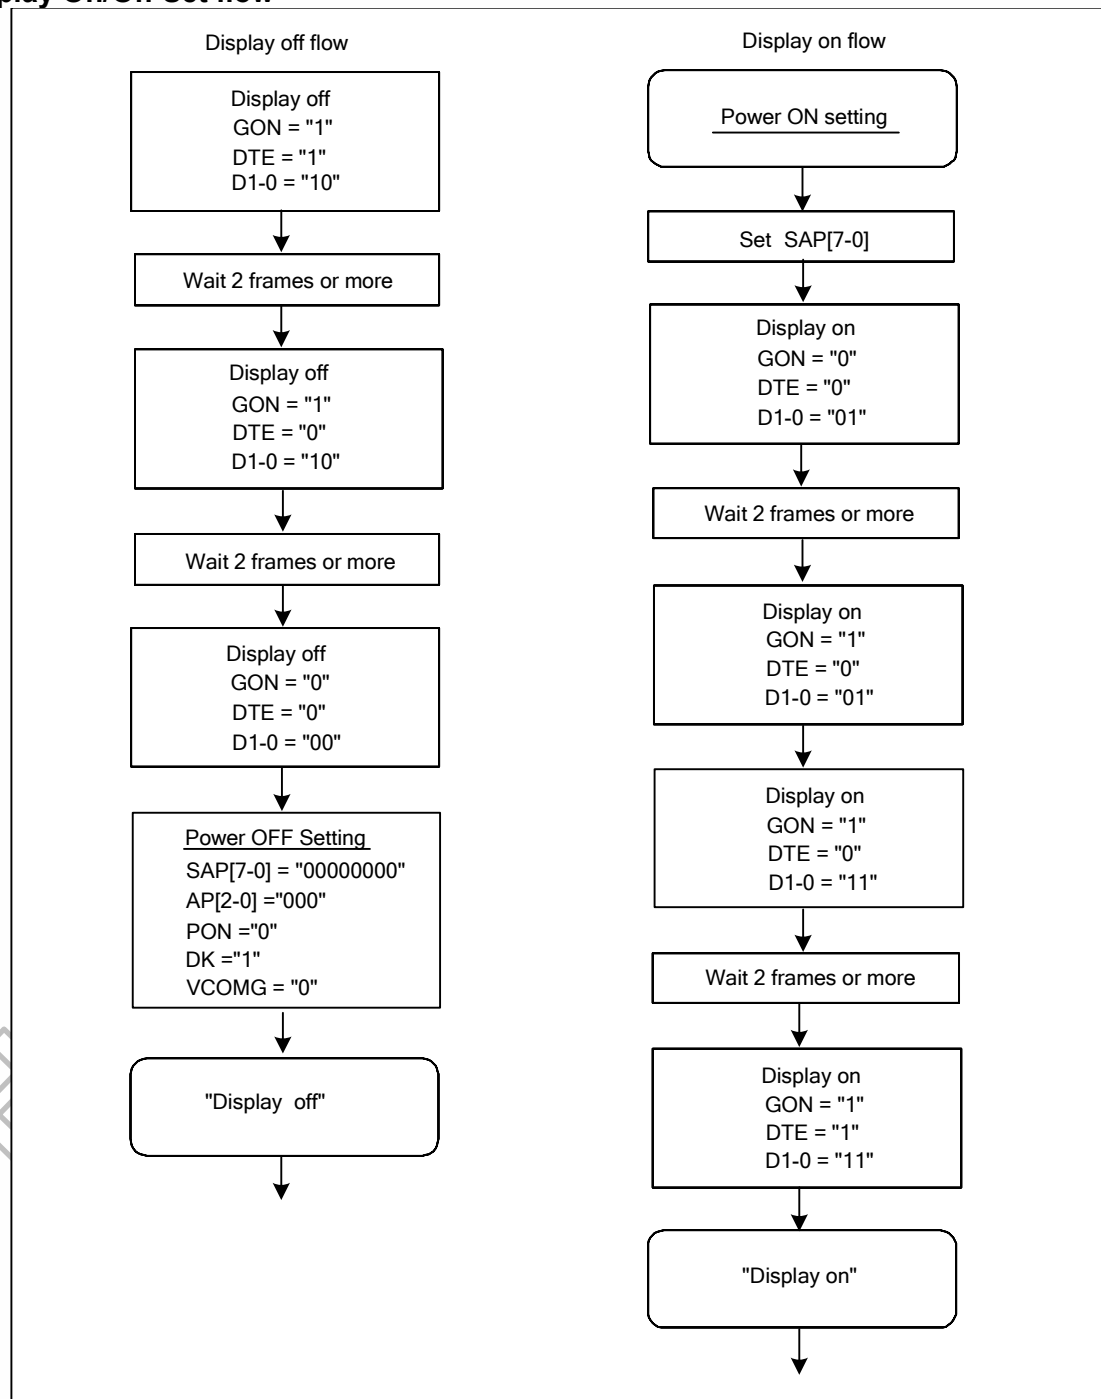 Display off flow
Display off
GON = "1"
DTE = "1"
D1-0 = "10"
Wait 2 frames or more
Display off
GON = "1"
DTE = "0"
D1-0 = "10"
Wait 2 frames or more
Display off
GON = "0"
DTE = "0"
D1-0 = "00"
Power OFF Setting
SAP[7-0] = "00000000"
AP[2-0] ="000"
PON ="0"
DK ="1"
VCOMG = "0"
"Display off"
Display on flow
Power ON setting
Set SAP[7-0]
Display on
GON = "0"
DTE = "0"
D1-0 = "01"
Wait 2 frames or more
Display on
GON = "1"
DTE = "0"
D1-0 = "01"
Display on
GON = "1"
DTE = "0"
D1-0 = "11"
Wait 2 frames or more
Display on
GON = "1"
DTE = "1"
D1-0 = "11"
"Display on"